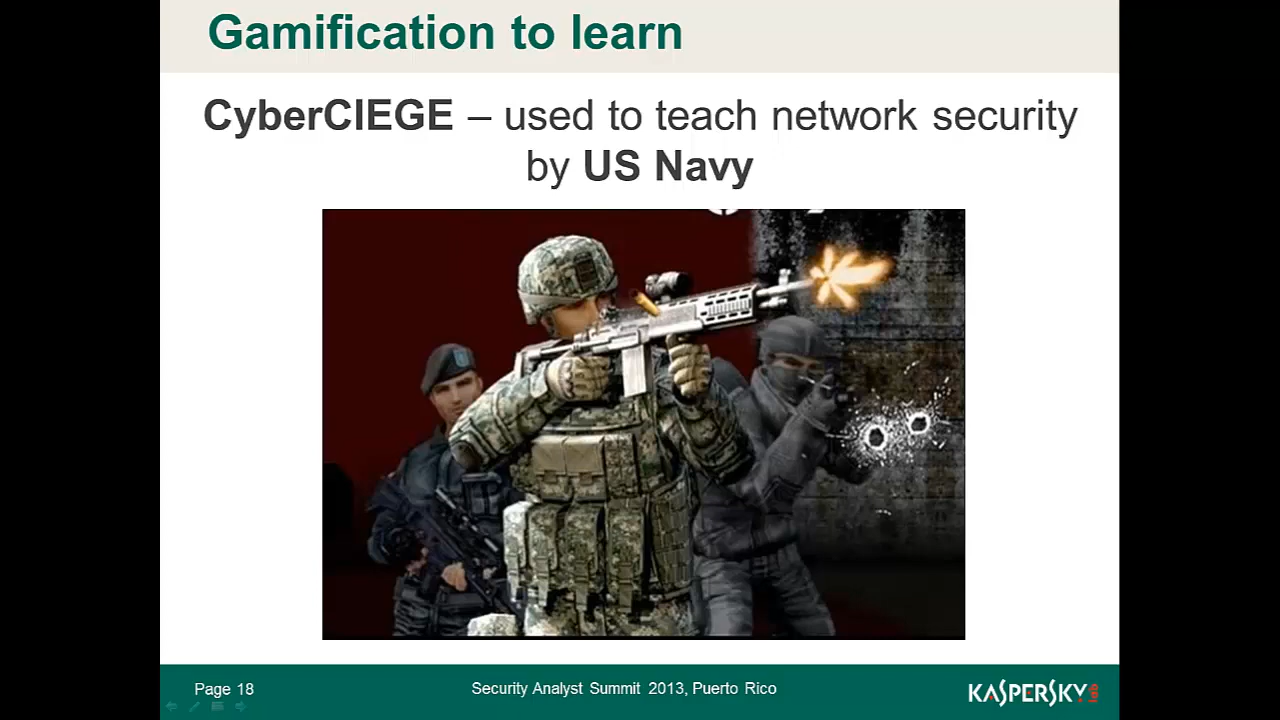 Gamification to learn
CyberCIEGE – used to teach network security
by US Navy
Page 18
Security Analyst Summit 2013, Puerto Rico
KASPERSKY lab